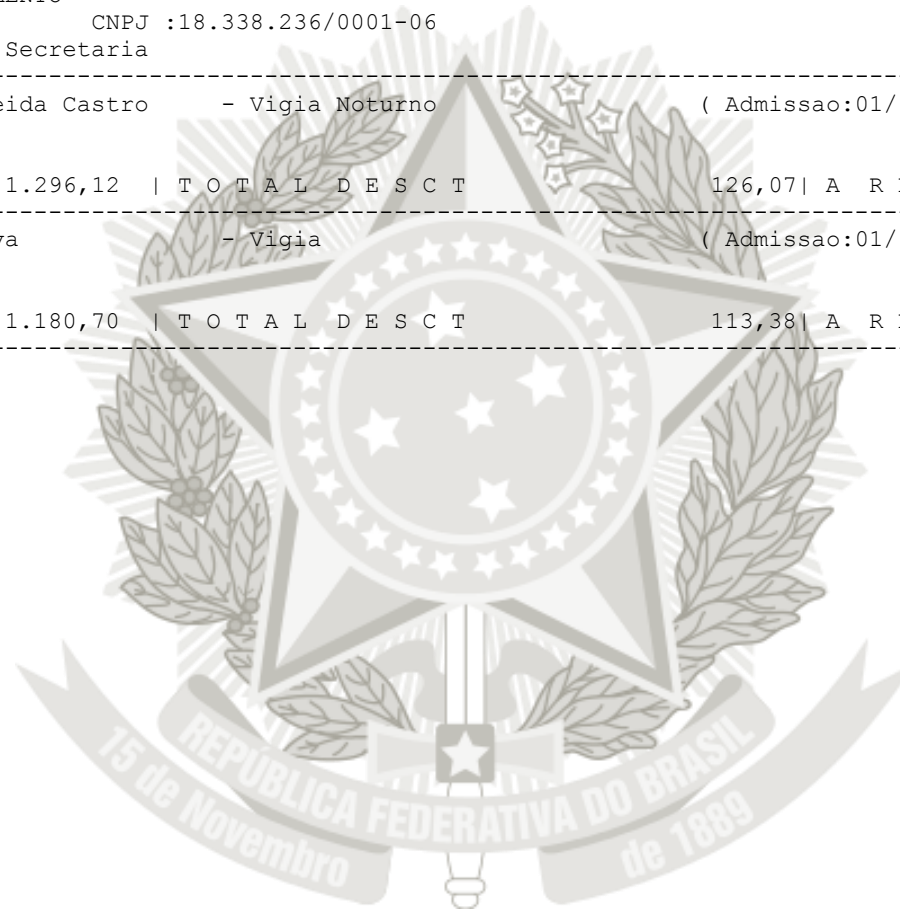 CNPJ :18.338.236/0001-06
Secretaria
eida Castro - Vigia Noturno ( Admissao:01/
1.296,12 | T O T A L D E S C T 126,07| A R
va - Vigia ( Admissao:01/
1.180,70 | T O T A L D E S C T 113,38| A R
REPÚBLICA FEDERATIVA DO BRASIL
15 de Novembro de 1889